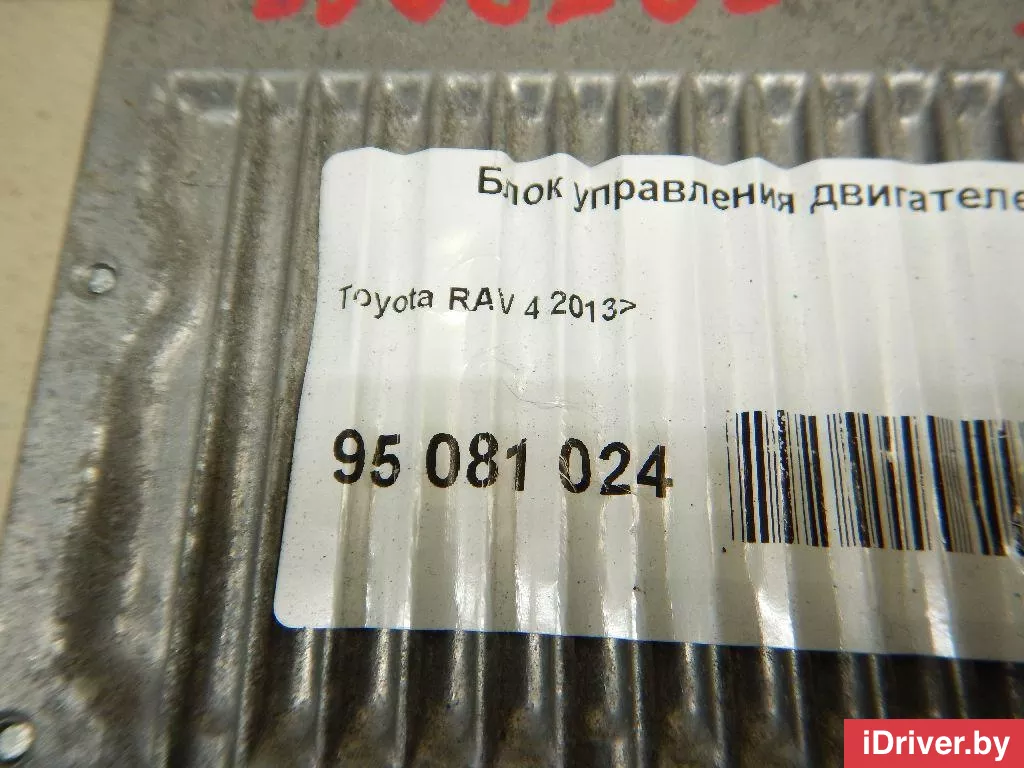 Блок управления двигателе
Toyota RAV 4 2013>
95 081 024
iDriver.by